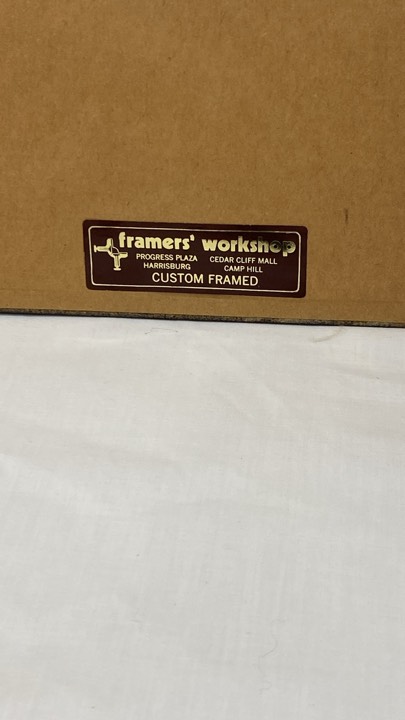 framers' workshop
PROGRESS PLAZA CEDAR CLIFF MALL
HARRISBURG CAMP HILL
CUSTOM FRAMED